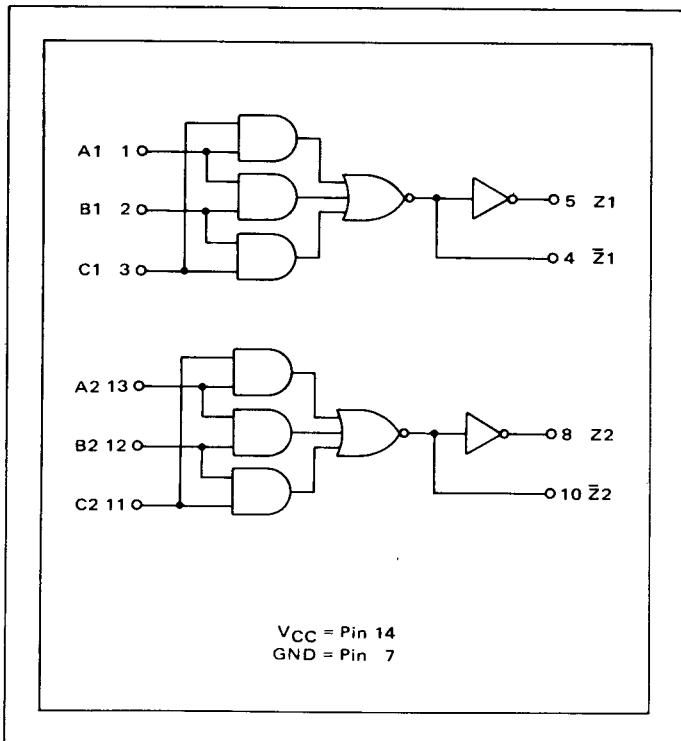 A1 1
5 Z1
B1 2
4 Z̅1
C1 3
A2 13
B2 12
8 Z2
C2 11
10 Z̅2
VCC = Pin 14
GND = Pin 7